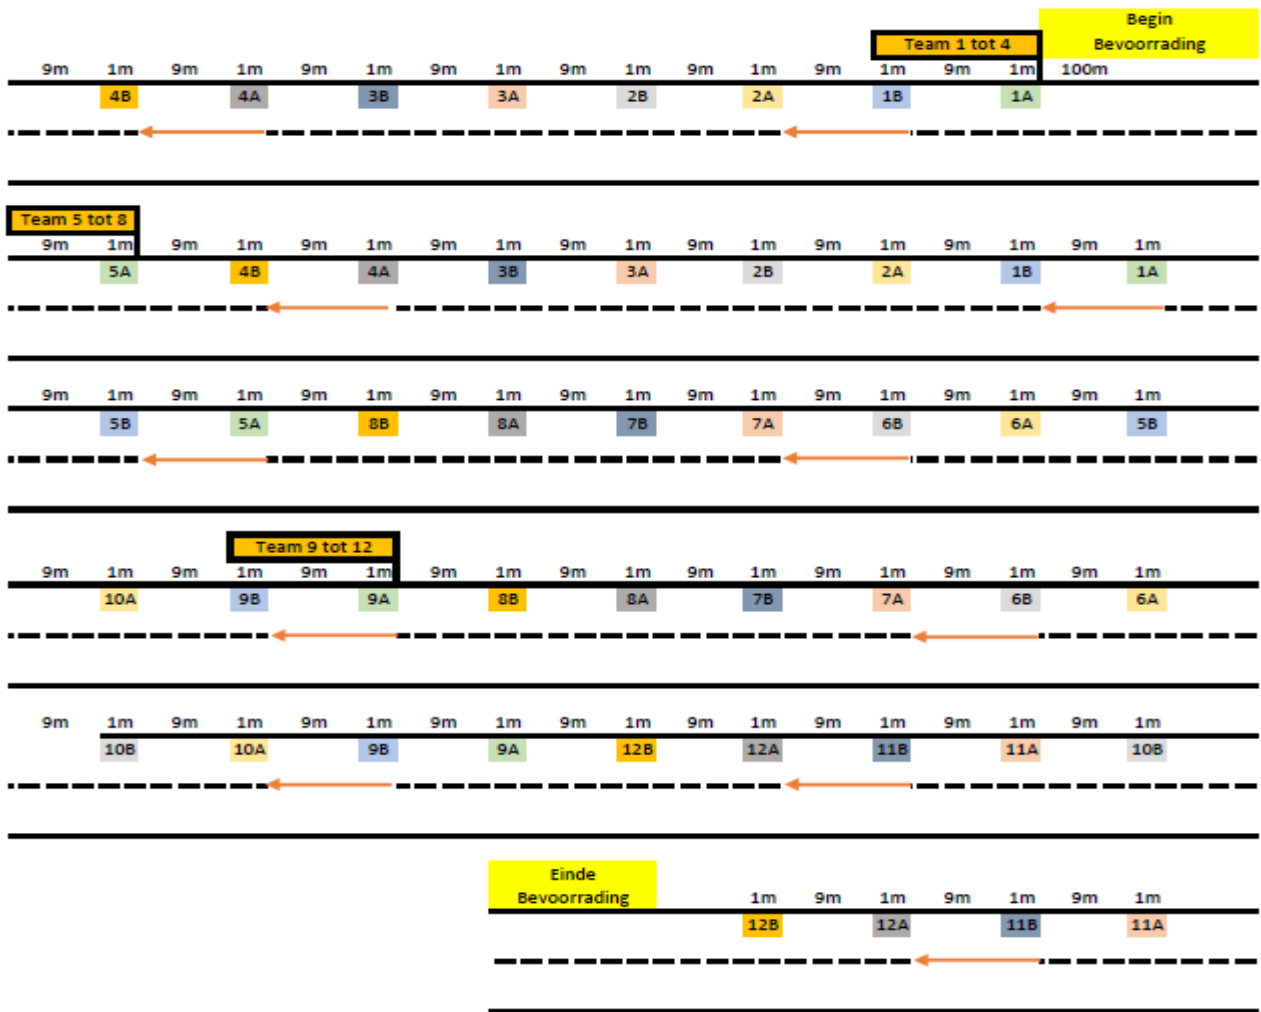 Begin
Bevoorrading
Team 1 tot 4
9m 1m 9m 1m 9m 1m 9m 1m 9m 1m 9m 1m 9m 1m 9m 1m 100m
4B 4A 3B 3A 2B 2A 1B 1A
Team 5 tot 8
9m 1m 9m 1m 9m 1m 9m 1m 9m 1m 9m 1m 9m 1m 9m 1m 9m 1m
5A 4B 4A 3B 3A 2B 2A 1B 1A
9m 1m 9m 1m 9m 1m 9m 1m 9m 1m 9m 1m 9m 1m 9m 1m 9m 1m
5B 5A 8B 8A 7B 7A 6B 6A 5B
Team 9 tot 12
9m 1m 9m 1m 9m 1m 9m 1m 9m 1m 9m 1m 9m 1m 9m 1m 9m 1m
10A 9B 9A 8B 8A 7B 7A 6B 6A
9m 1m 9m 1m 9m 1m 9m 1m 9m 1m 9m 1m 9m 1m 9m 1m 9m 1m
10B 10A 9B 9A 12B 12A 11B 11A 10B
Einde
Bevoorrading
1m 9m 1m 9m 1m 9m 1m
12B 12A 11B 11A